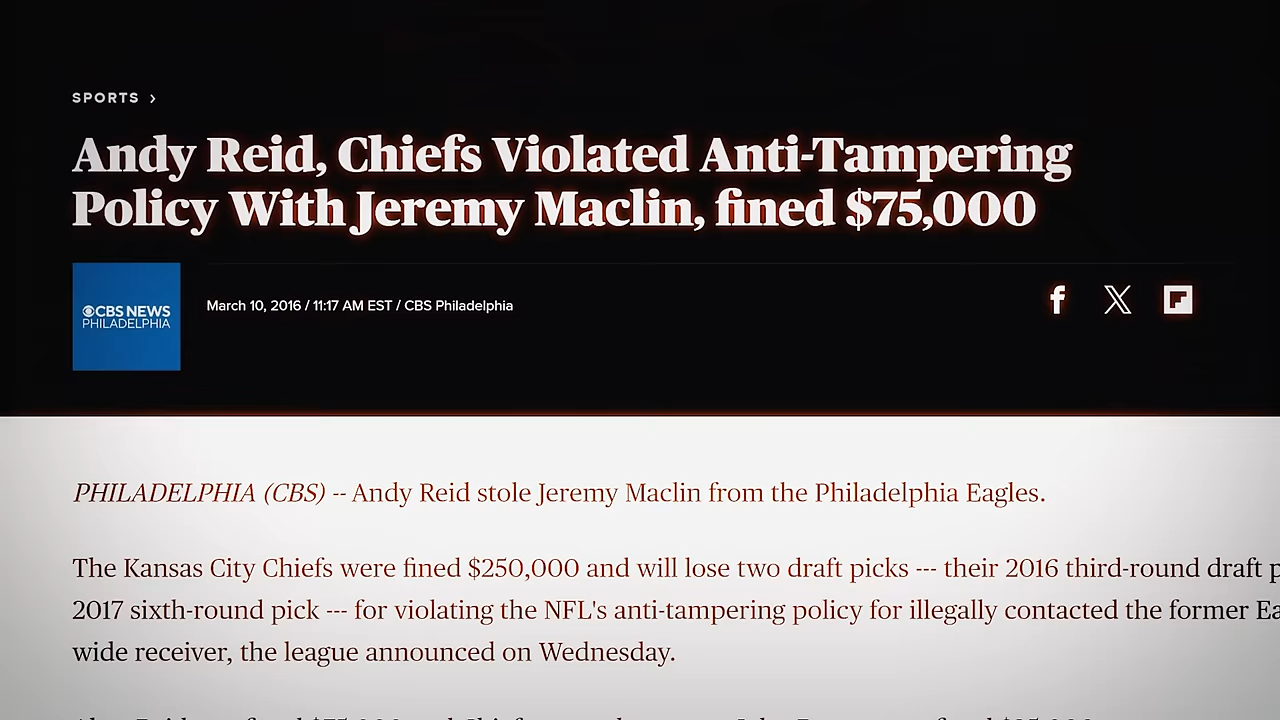 SPORTS ›
Andy Reid, Chiefs Violated Anti-Tampering
Policy With Jeremy Maclin, fined $75,000
CBS NEWS
PHILADELPHIA
March 10, 2016 / 11:17 AM EST / CBS Philadelphia
PHILADELPHIA (CBS) -- Andy Reid stole Jeremy Maclin from the Philadelphia Eagles.
The Kansas City Chiefs were fined $250,000 and will lose two draft picks --- their 2016 third-round draft p
2017 sixth-round pick --- for violating the NFL's anti-tampering policy for illegally contacted the former Ea
wide receiver, the league announced on Wednesday.